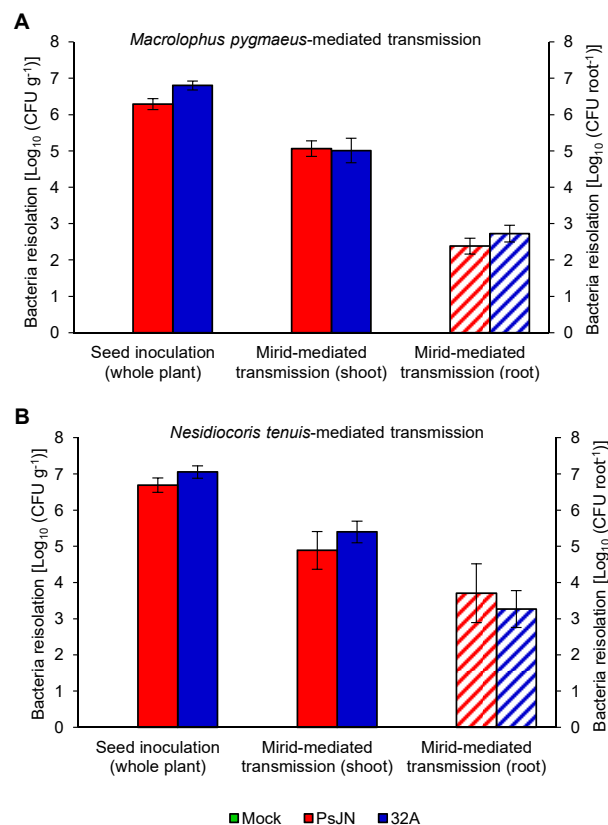 A
Macrolophus pygmaeus-mediated transmission
Bacteria reisolation [Log10 (CFU g-1)]
8
7
6
5
4
3
2
1
0
8
7
6
5
4
3
2
1
0
Bacteria reisolation [Log10 (CFU root-1)]
Seed inoculation
(whole plant)
Mirid-mediated
transmission (shoot)
Mirid-mediated
transmission (root)
B
Nesidiocoris tenuis-mediated transmission
Bacteria reisolation [Log10 (CFU g-1)]
8
7
6
5
4
3
2
1
0
8
7
6
5
4
3
2
1
0
Bacteria reisolation [Log10 (CFU root-1)]
Seed inoculation
(whole plant)
Mirid-mediated
transmission (shoot)
Mirid-mediated
transmission (root)
Mock PsJN 32A